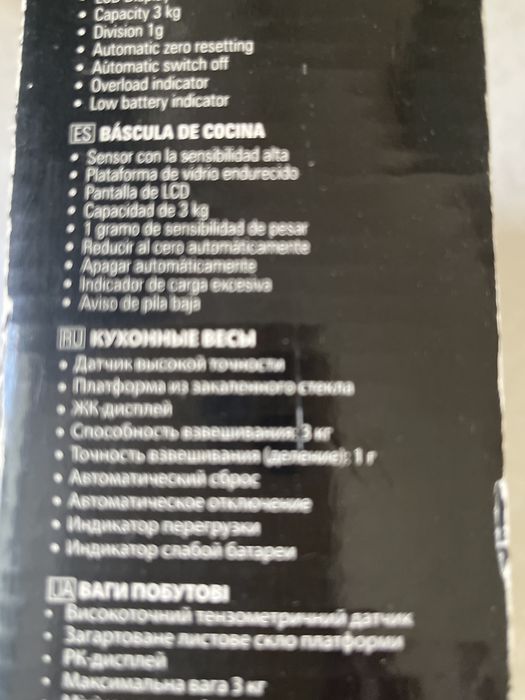 LCD Display
• Capacity 3 kg
• Division 1g
• Automatic zero resetting
• Aùtomatic switch off
• Overload indicator
• Low battery indicator
ES BÁSCULA DE COCINA
• Sensor con la sensibilidad alta
• Plataforma de vidrio endurecido
• Pantalla de LCD
• Capacidad de 3 kg
• 1 gramo de sensibilidad de pesar
• Reducir al cero automáticamente
• Apagar automáticamente
• Indicador de carga excesiva
• Aviso de pila baja
RU КУХОННЫЕ ВЕСЫ
• Датчик высокой точности
• Платформа из закаленного стекла
• ЖК-дисплей
• Способность взвешивания: 3 кг
• Точность взвешивания (деление): 1 г
• Автоматический сброс
• Автоматическое отключение
• Индикатор перегрузки
• Индикатор слабой батареи
UA ВАГИ ПОБУТОВІ
• Високоточний тензометричний датчик
• Загартоване листове скло платформи
• РК-дисплей
• Максимальна вага 3 кг